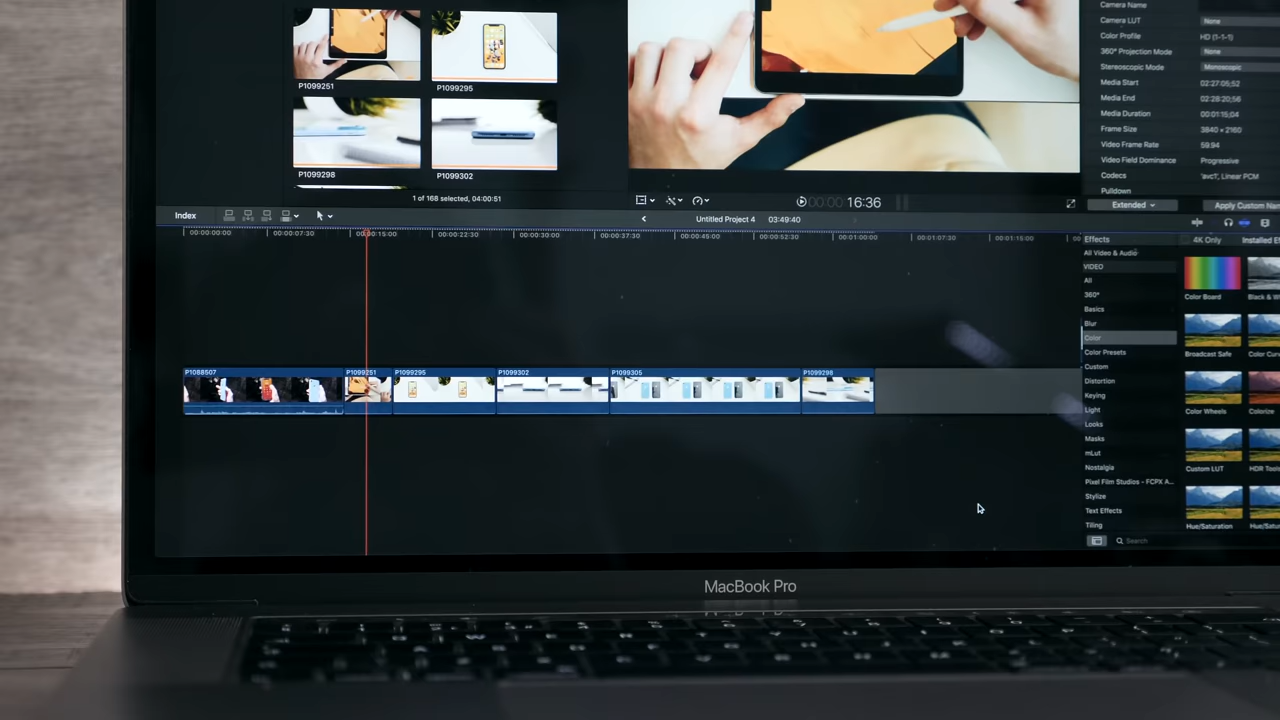 P1099251
P1099295
P1099298
P1099302
1 of 168 selected, 04:00:51
00:00:00 16:36
Camera Name
Camera LUT
None
Color Profile
HD (1-1-1)
360° Projection Mode
None
Stereoscopic Mode
Monoscopic
Media Start
02:27:05;52
Media End
02:28:20;56
Media Duration
00:01:15;04
Frame Size
3840 × 2160
Video Frame Rate
59.94
Video Field Dominance
Progressive
Codecs
'avc1', Linear PCM
Pulldown
Extended
Apply Custom Na
Index
Untitled Project 4
03:49:40
00:00:00:00
00:00:07:30
00:00:15:00
00:00:22:30
00:00:30:00
00:00:37:30
00:00:45:00
00:00:52:30
00:01:00:00
00:01:07:30
00:01:15:00
00
P1088507
P1099251
P1099295
P1099302
P1099305
P1099298
Effects
4K Only
Installed E
All Video & Audio
VIDEO
All
360°
Basics
Blur
Color
Color Presets
Custom
Distortion
Keying
Light
Looks
Masks
mLut
Nostalgia
Pixel Film Studios - FCPX A...
Stylize
Text Effects
Tiling
Color Board
Black & W
Broadcast Safe
Color Curv
Color Wheels
Colorize
Custom LUT
HDR Tools
Hue/Saturation
Hue/Satu
Search
MacBook Pro